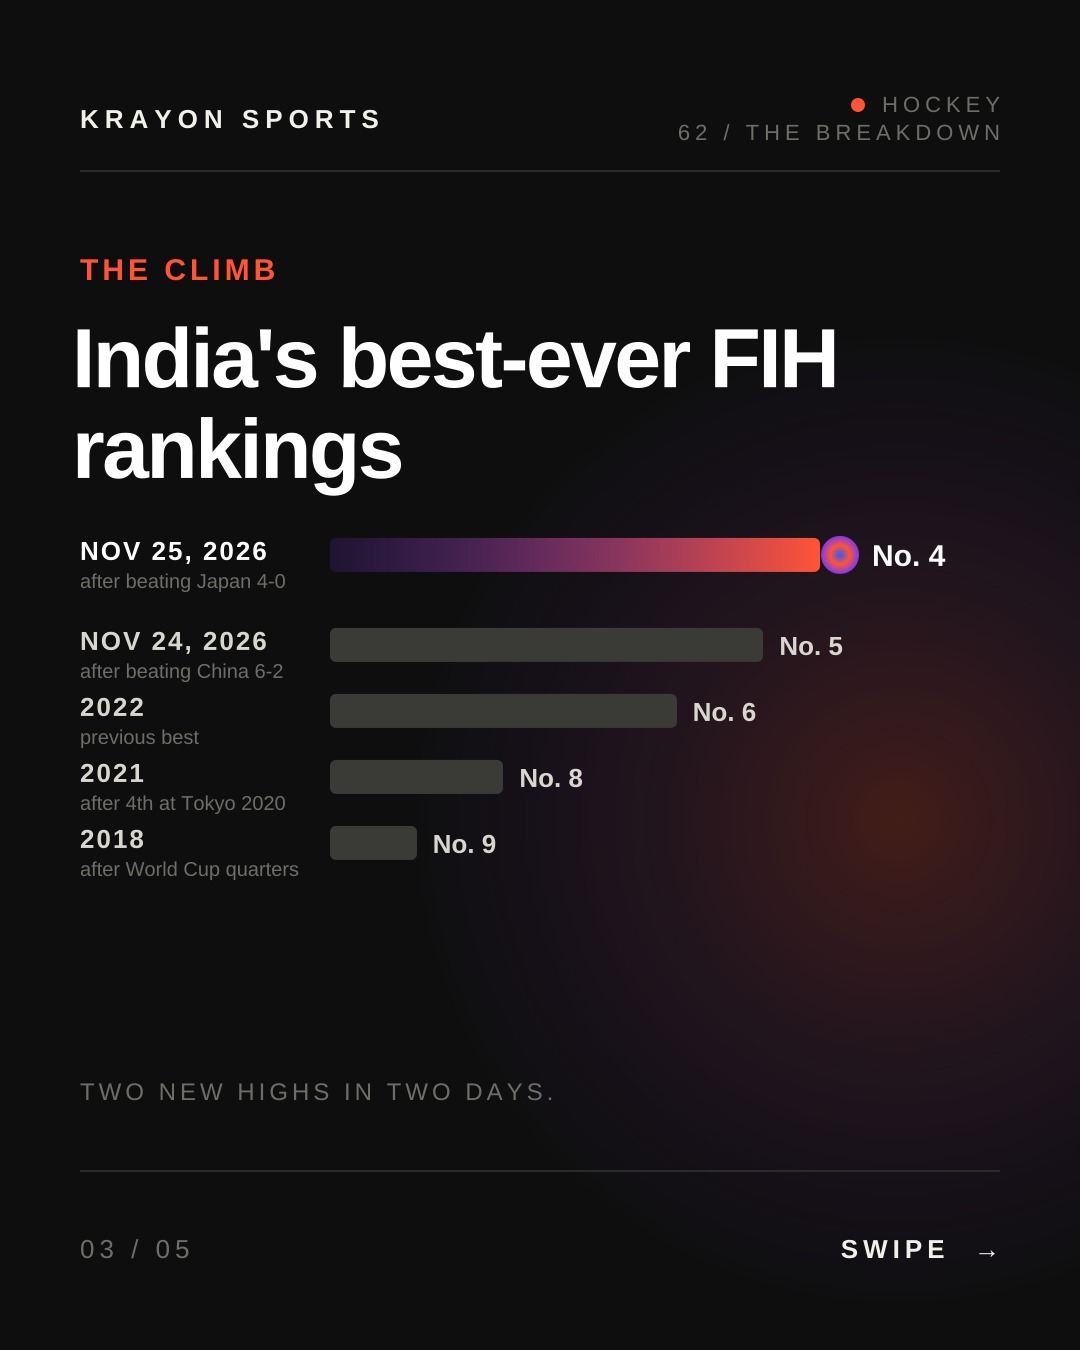 KRAYON SPORTS
HOCKEY
62 / THE BREAKDOWN
THE CLIMB
India's best-ever FIH
rankings
NOV 25, 2026
after beating Japan 4-0
No. 4
NOV 24, 2026
after beating China 6-2
No. 5
2022
previous best
No. 6
2021
after 4th at Tokyo 2020
No. 8
2018
after World Cup quarters
No. 9
TWO NEW HIGHS IN TWO DAYS.
03 / 05
SWIPE →